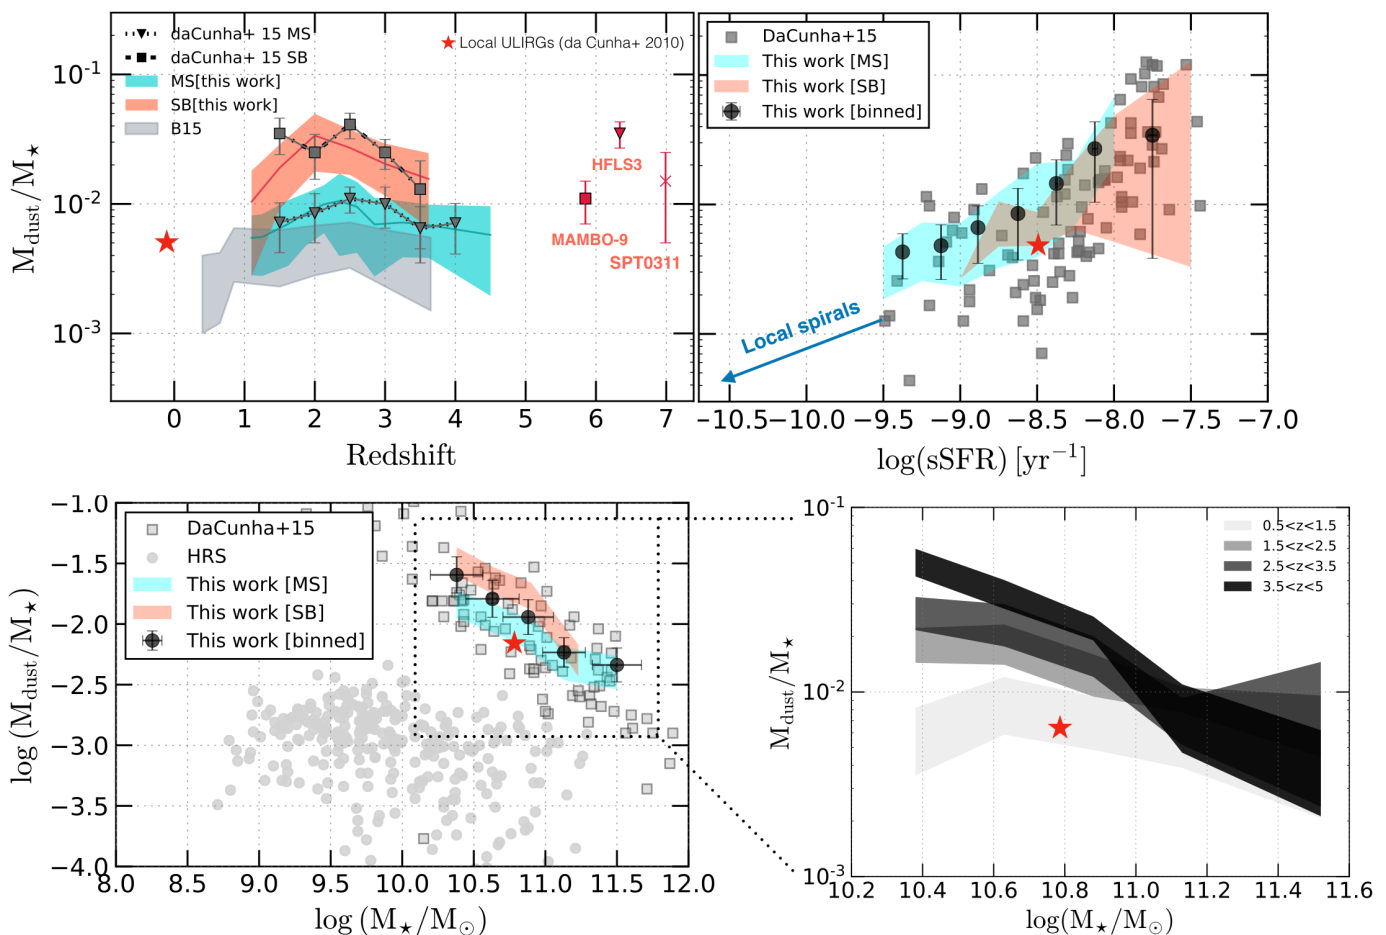 daCunha+ 15 MS
daCunha+ 15 SB
MS[this work]
SB[this work]
B15
Local ULIRGs (da Cunha+ 2010)
HFLS3
MAMBO-9
SPT0311
10⁻¹
10⁻²
10⁻³
M_dust/M★
0 1 2 3 4 5 6 7
Redshift
DaCunha+15
This work [MS]
This work [SB]
This work [binned]
Local spirals
−10.5 −10.0 −9.5 −9.0 −8.5 −8.0 −7.5 −7.0
log(sSFR) [yr⁻¹]
−1.0
−1.5
−2.0
−2.5
−3.0
−3.5
−4.0
log (M_dust/M★)
DaCunha+15
HRS
This work [MS]
This work [SB]
This work [binned]
8.0 8.5 9.0 9.5 10.0 10.5 11.0 11.5 12.0
log (M★/M⊙)
10⁻¹
10⁻²
10⁻³
M_dust/M★
0.5<z<1.5
1.5<z<2.5
2.5<z<3.5
3.5<z<5
10.2 10.4 10.6 10.8 11.0 11.2 11.4 11.6
log(M★/M⊙)